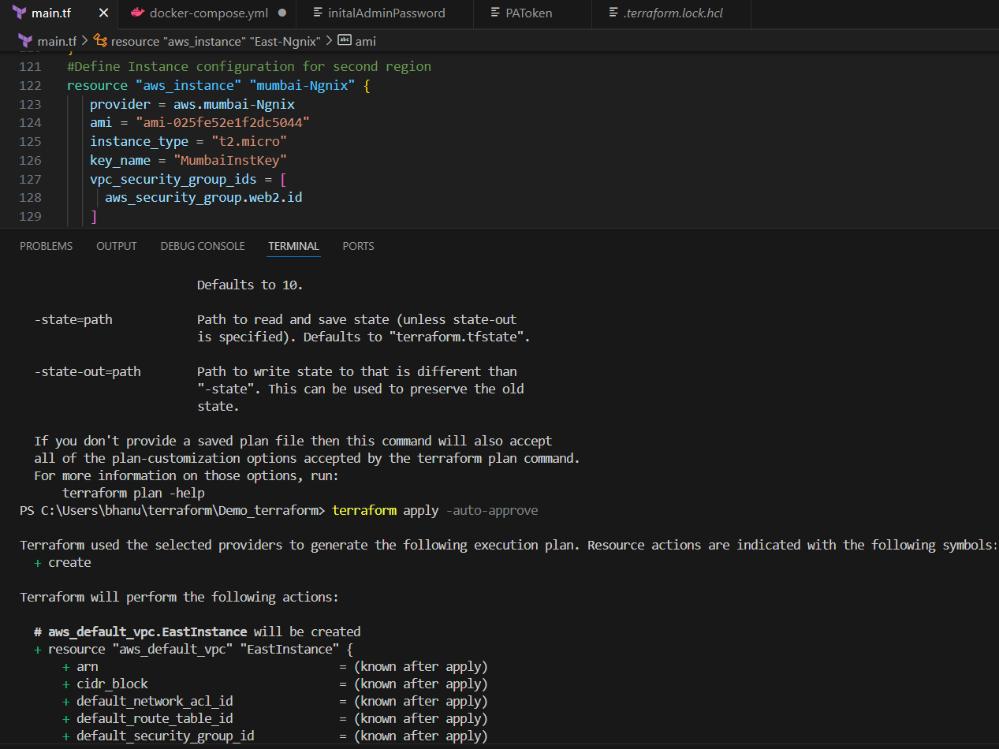 main.tf
docker-compose.yml
initalAdminPassword
PAToken
.terraform.lock.hcl
main.tf > resource "aws_instance" "East-Ngnix" > abc ami
121 #Define Instance configuration for second region
122 resource "aws_instance" "mumbai-Ngnix" {
123 provider = aws.mumbai-Ngnix
124 ami = "ami-025fe52e1f2dc5044"
125 instance_type = "t2.micro"
126 key_name = "MumbaiInstKey"
127 vpc_security_group_ids = [
128 aws_security_group.web2.id
129 ]
PROBLEMS OUTPUT DEBUG CONSOLE TERMINAL PORTS
Defaults to 10.
-state=path Path to read and save state (unless state-out
is specified). Defaults to "terraform.tfstate".
-state-out=path Path to write state to that is different than
"-state". This can be used to preserve the old
state.
If you don't provide a saved plan file then this command will also accept
all of the plan-customization options accepted by the terraform plan command.
For more information on those options, run:
terraform plan -help
PS C:\Users\bhanu\terraform\Demo_terraform> terraform apply -auto-approve
Terraform used the selected providers to generate the following execution plan. Resource actions are indicated with the following symbols:
+ create
Terraform will perform the following actions:
# aws_default_vpc.EastInstance will be created
+ resource "aws_default_vpc" "EastInstance" {
+ arn = (known after apply)
+ cidr_block = (known after apply)
+ default_network_acl_id = (known after apply)
+ default_route_table_id = (known after apply)
+ default_security_group_id = (known after apply)